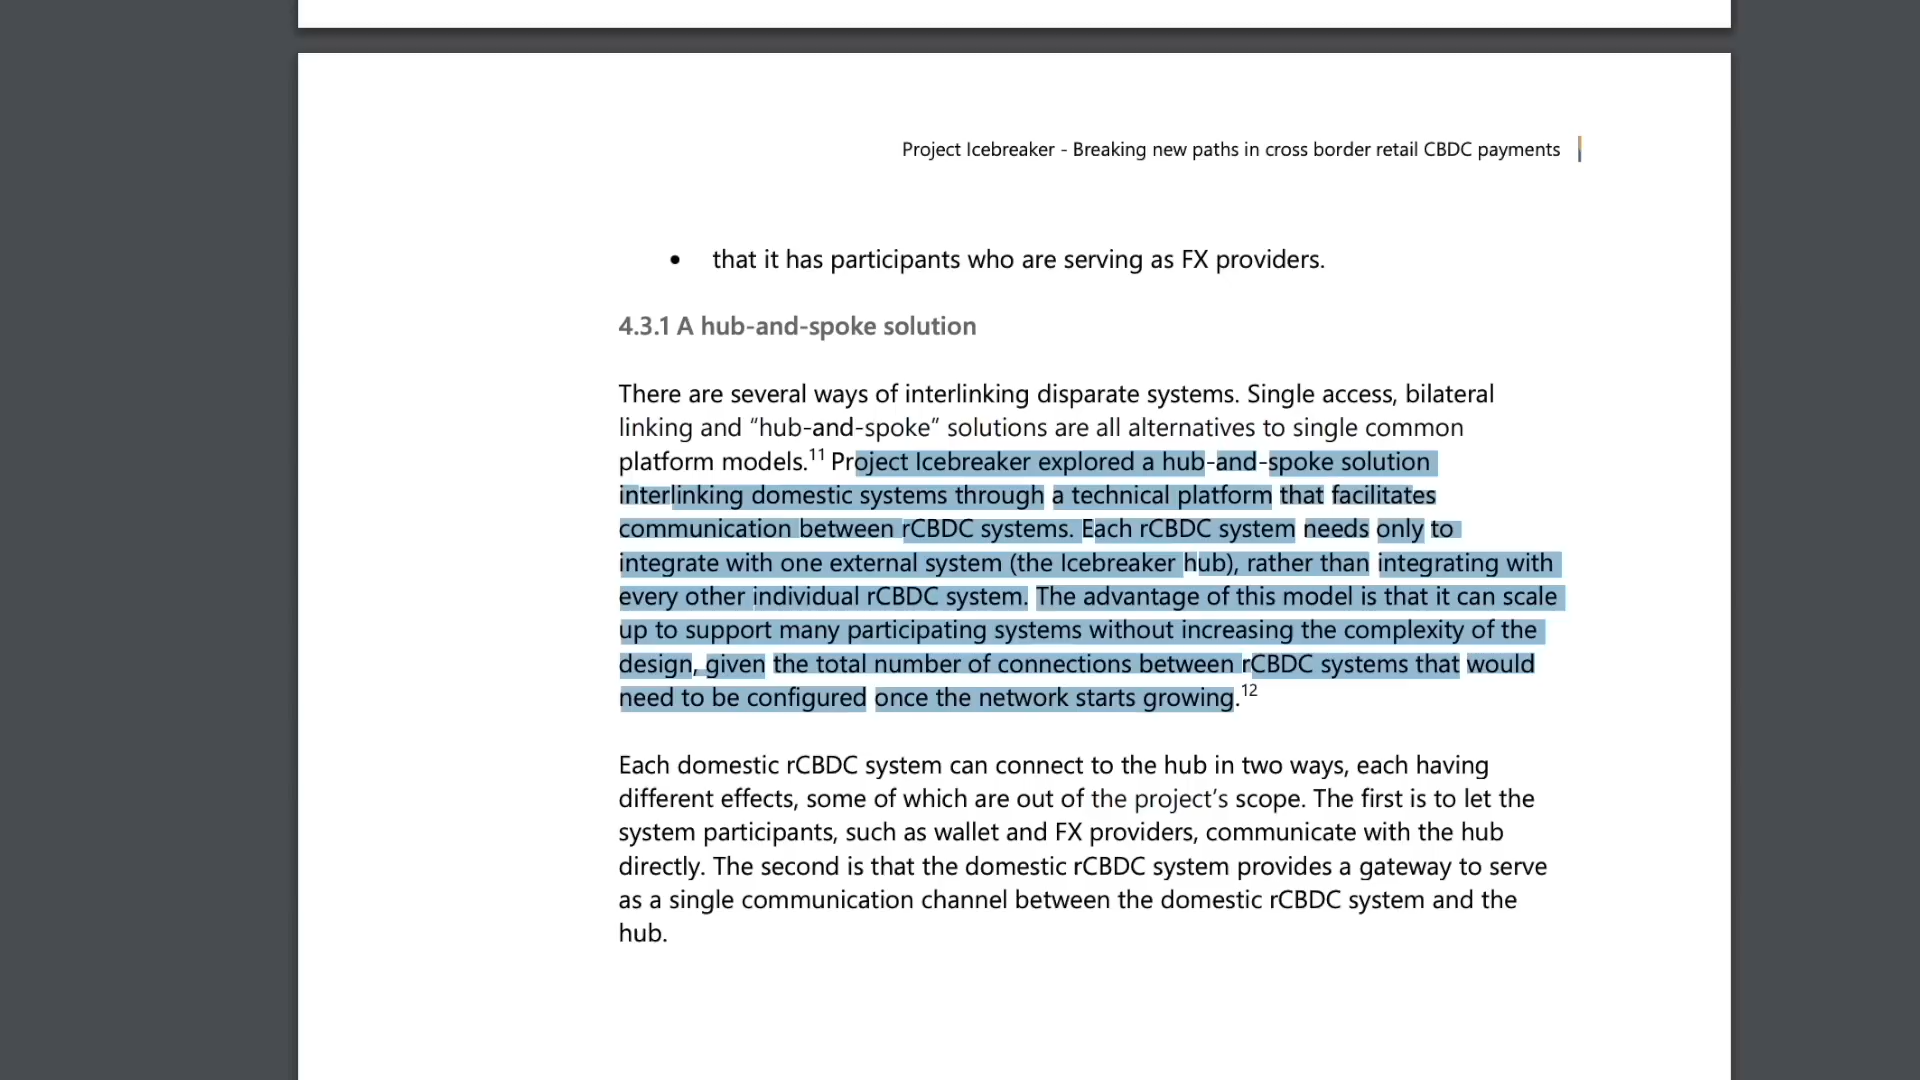 Project Icebreaker - Breaking new paths in cross border retail CBDC payments
• that it has participants who are serving as FX providers.
4.3.1 A hub-and-spoke solution
There are several ways of interlinking disparate systems. Single access, bilateral
linking and “hub-and-spoke” solutions are all alternatives to single common
platform models.11 Project Icebreaker explored a hub-and-spoke solution
interlinking domestic systems through a technical platform that facilitates
communication between rCBDC systems. Each rCBDC system needs only to
integrate with one external system (the Icebreaker hub), rather than integrating with
every other individual rCBDC system. The advantage of this model is that it can scale
up to support many participating systems without increasing the complexity of the
design, given the total number of connections between rCBDC systems that would
need to be configured once the network starts growing.12
Each domestic rCBDC system can connect to the hub in two ways, each having
different effects, some of which are out of the project’s scope. The first is to let the
system participants, such as wallet and FX providers, communicate with the hub
directly. The second is that the domestic rCBDC system provides a gateway to serve
as a single communication channel between the domestic rCBDC system and the
hub.